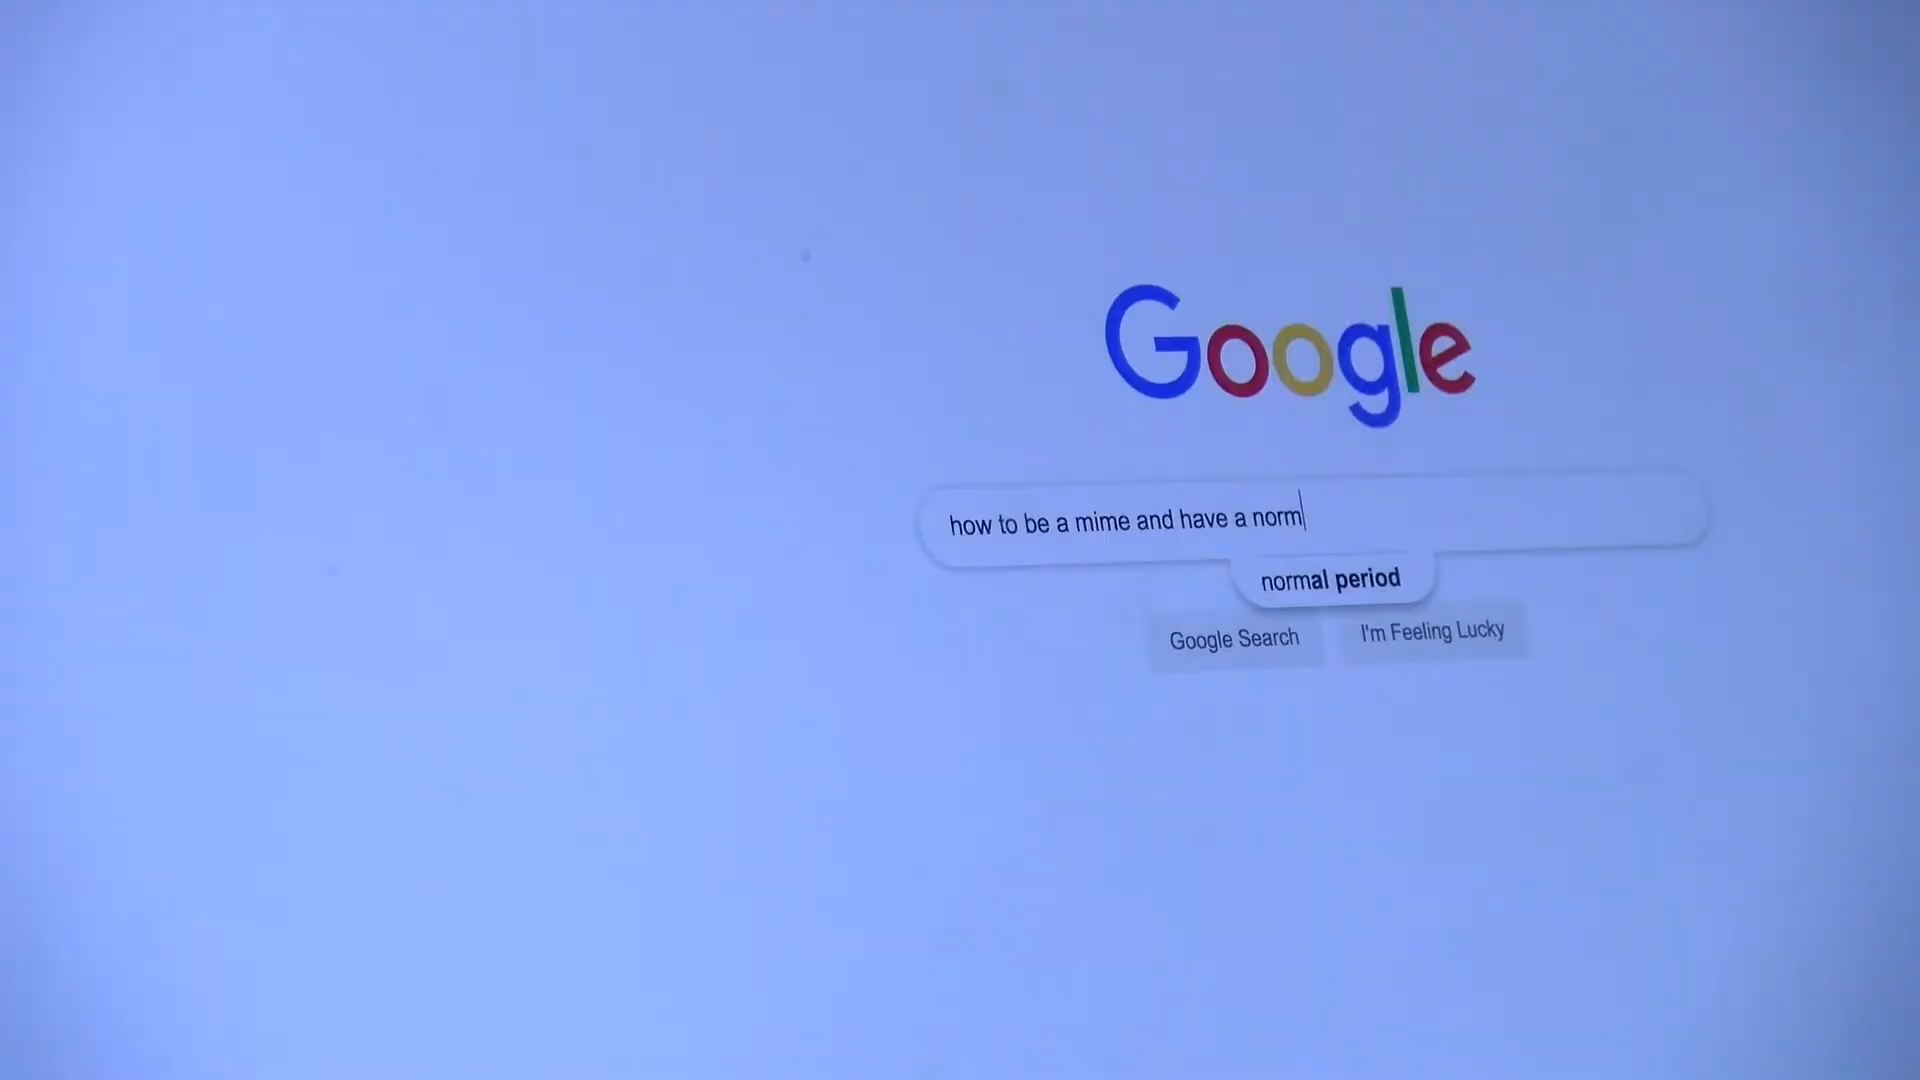 Google
how to be a mime and have a norm
normal period
Google Search
I'm Feeling Lucky